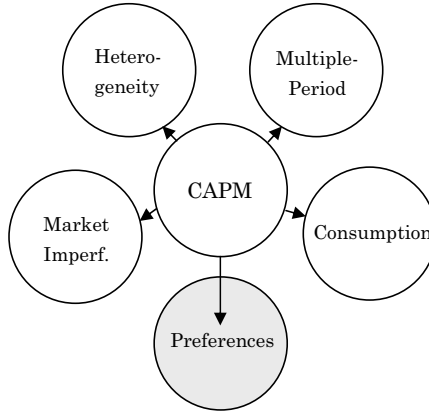 Hetero-
geneity
Multiple-
Period
CAPM
Market
Imperf.
Consumption
Preferences